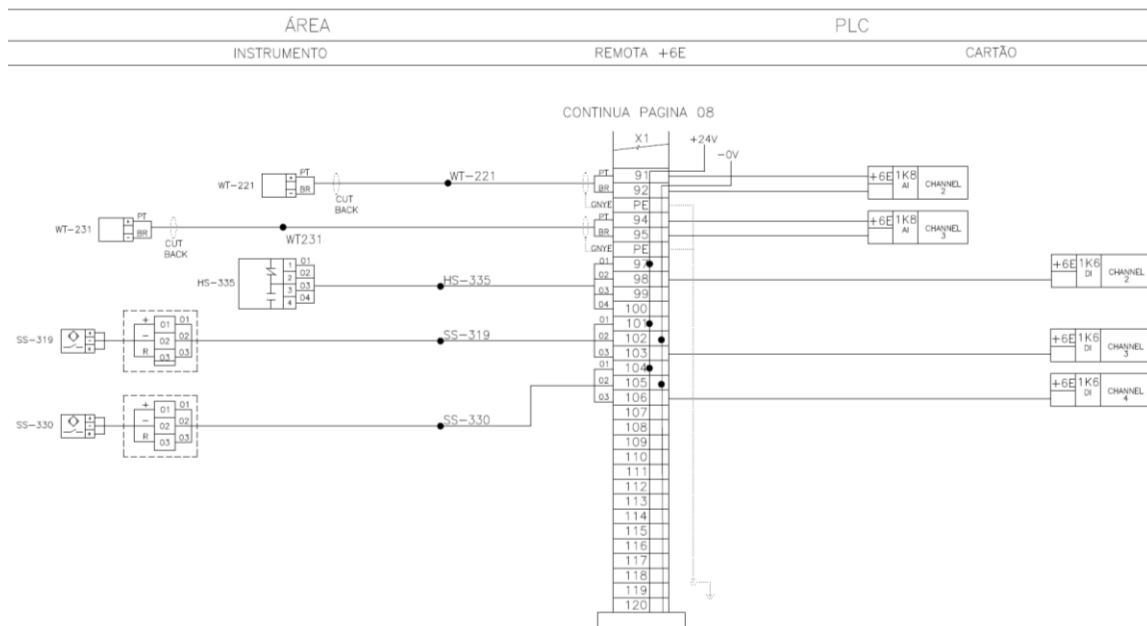 ÁREA PLC
INSTRUMENTO REMOTA +6E CARTÃO
CONTINUA PAGINA 08
X1 +24V
-0V
WT-221 + - PT BR CUT BACK WT-221 PT BR GNYE 91 92 PE +6E 1K8 AI CHANNEL 2
WT-231 + - PT BR CUT BACK WT231 PT BR GNYE 94 95 PE +6E 1K8 AI CHANNEL 3
HS-335 1 2 3 4 01 02 03 04 HS-335 01 02 03 04 97 98 99 100 +6E 1K6 DI CHANNEL 2
SS-319 + - + + - R 01 02 03 01 02 03 SS-319 01 02 03 101 102 103 +6E 1K6 DI CHANNEL 3
SS-330 + - + + - R 01 02 03 01 02 03 SS-330 01 02 03 104 105 106 +6E 1K6 DI CHANNEL 4
107
108
109
110
111
112
113
114
115
116
117
118
119
120